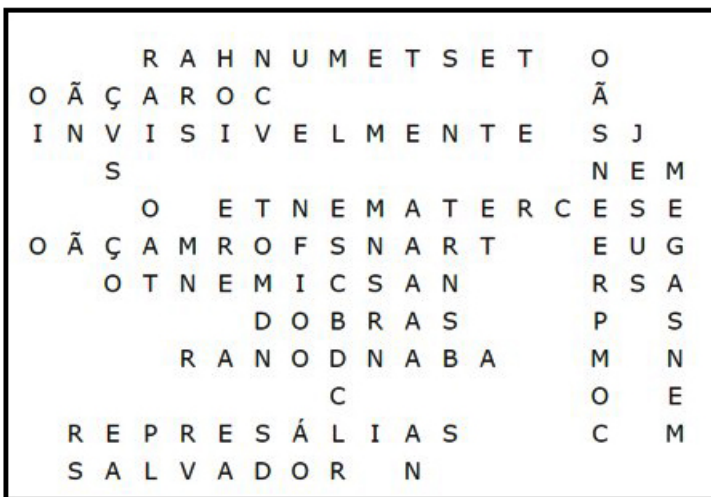 R A H N U M E T S E T O
O Ã Ç A R O C Ã
I N V I S I V E L M E N T E S J
S N E M
O E T N E M A T E R C E S E
O Ã Ç A M R O F S N A R T E U G
O T N E M I C S A N R S A
D O B R A S P S
R A N O D N A B A M N
C O E
R E P R E S Á L I A S C M
S A L V A D O R N